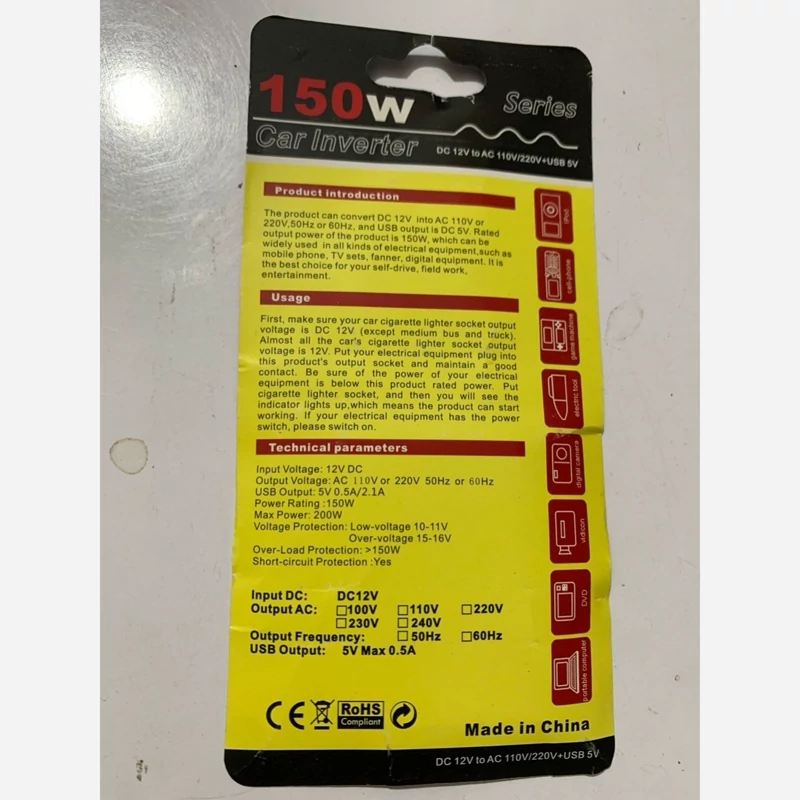 150W
Series
Car Inverter
DC 12V to AC 110V/220V+USB 5V
Product introduction
The product can convert DC 12V into AC 110V or
220V,50Hz or 60Hz, and USB output is DC 5V. Rated
output power of the product is 150W, which can be
widely used in all kinds of electrical equipment,such as
mobile phone, TV sets, fanner, digital equipment. It is
the best choice for your self-drive, field work,
entertainment.
Usage
First, make sure your car cigarette lighter socket output
voltage is DC 12V (except medium bus and truck).
Almost all the car's cigarette lighter socket output
voltage is 12V. Put your electrical equipment plug into
this product's output socket and maintain a good
contact. Be sure of the power of your electrical
equipment is below this product rated power. Put
cigarette lighter socket, and then you will see the
indicator lights up,which means the product can start
working. If your electrical equipment has the power
switch, please switch on.
Technical parameters
Input Voltage: 12V DC
Output Voltage: AC 110V or 220V 50Hz or 60Hz
USB Output: 5V 0.5A/2.1A
Power Rating :150W
Max Power: 200W
Voltage Protection: Low-voltage 10-11V
Over-voltage 15-16V
Over-Load Protection: >150W
Short-circuit Protection :Yes
Input DC: DC12V
Output AC: □100V □110V □220V
□230V □240V
Output Frequency: □50Hz □60Hz
USB Output: 5V Max 0.5A
iPod
cell-phone
game machine
electric tool
digital camera
vidicon
DVD
portable computer
CE RoHS
Compliant
Made in China
DC 12V to AC 110V/220V+USB 5V